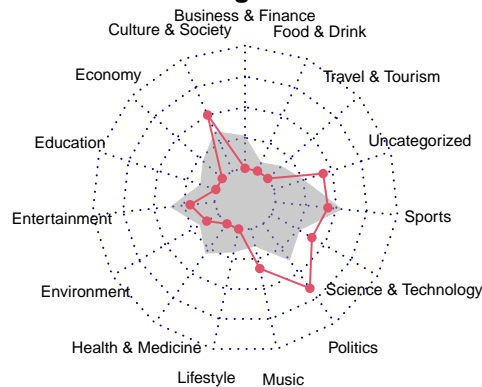 Business & Finance
Culture & Society
Food & Drink
Economy
Travel & Tourism
Education
Uncategorized
Entertainment
Sports
Environment
Science & Technology
Health & Medicine
Politics
Lifestyle
Music